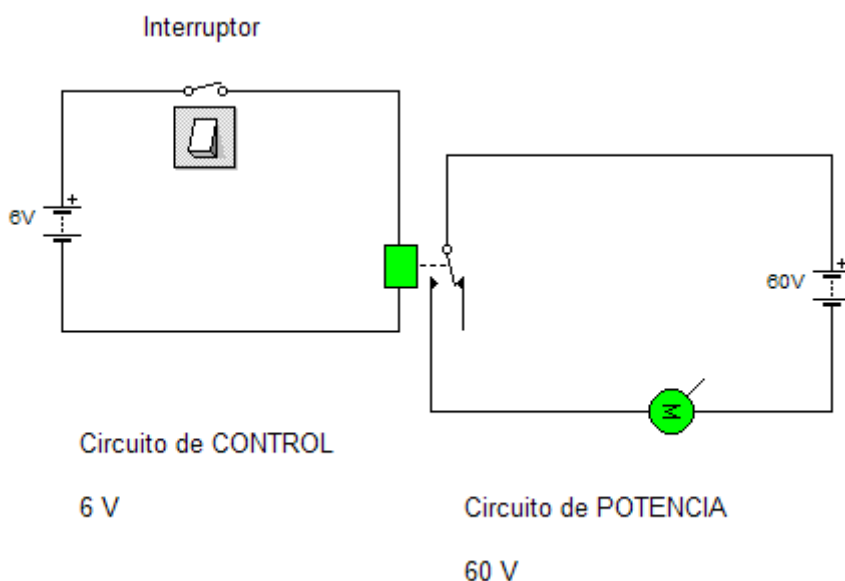 Interruptor
+
6V
+
60V
M
Circuito de CONTROL
6 V
Circuito de POTENCIA
60 V